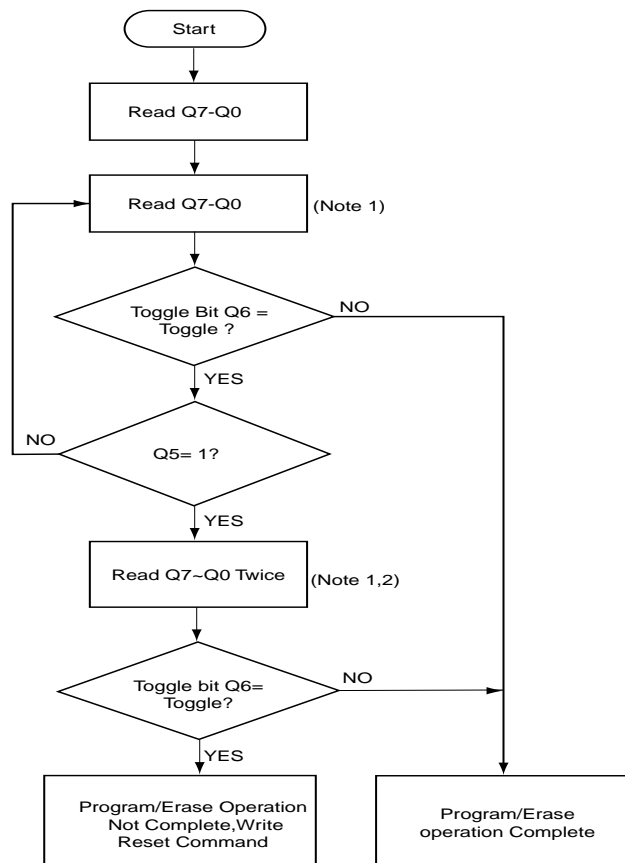 Start
Read Q7-Q0
Read Q7-Q0
(Note 1)
Toggle Bit Q6 =
Toggle ?
NO
YES
NO
Q5= 1?
YES
Read Q7~Q0 Twice
(Note 1,2)
Toggle bit Q6=
Toggle?
NO
YES
Program/Erase Operation
Not Complete,Write
Reset Command
Program/Erase
operation Complete